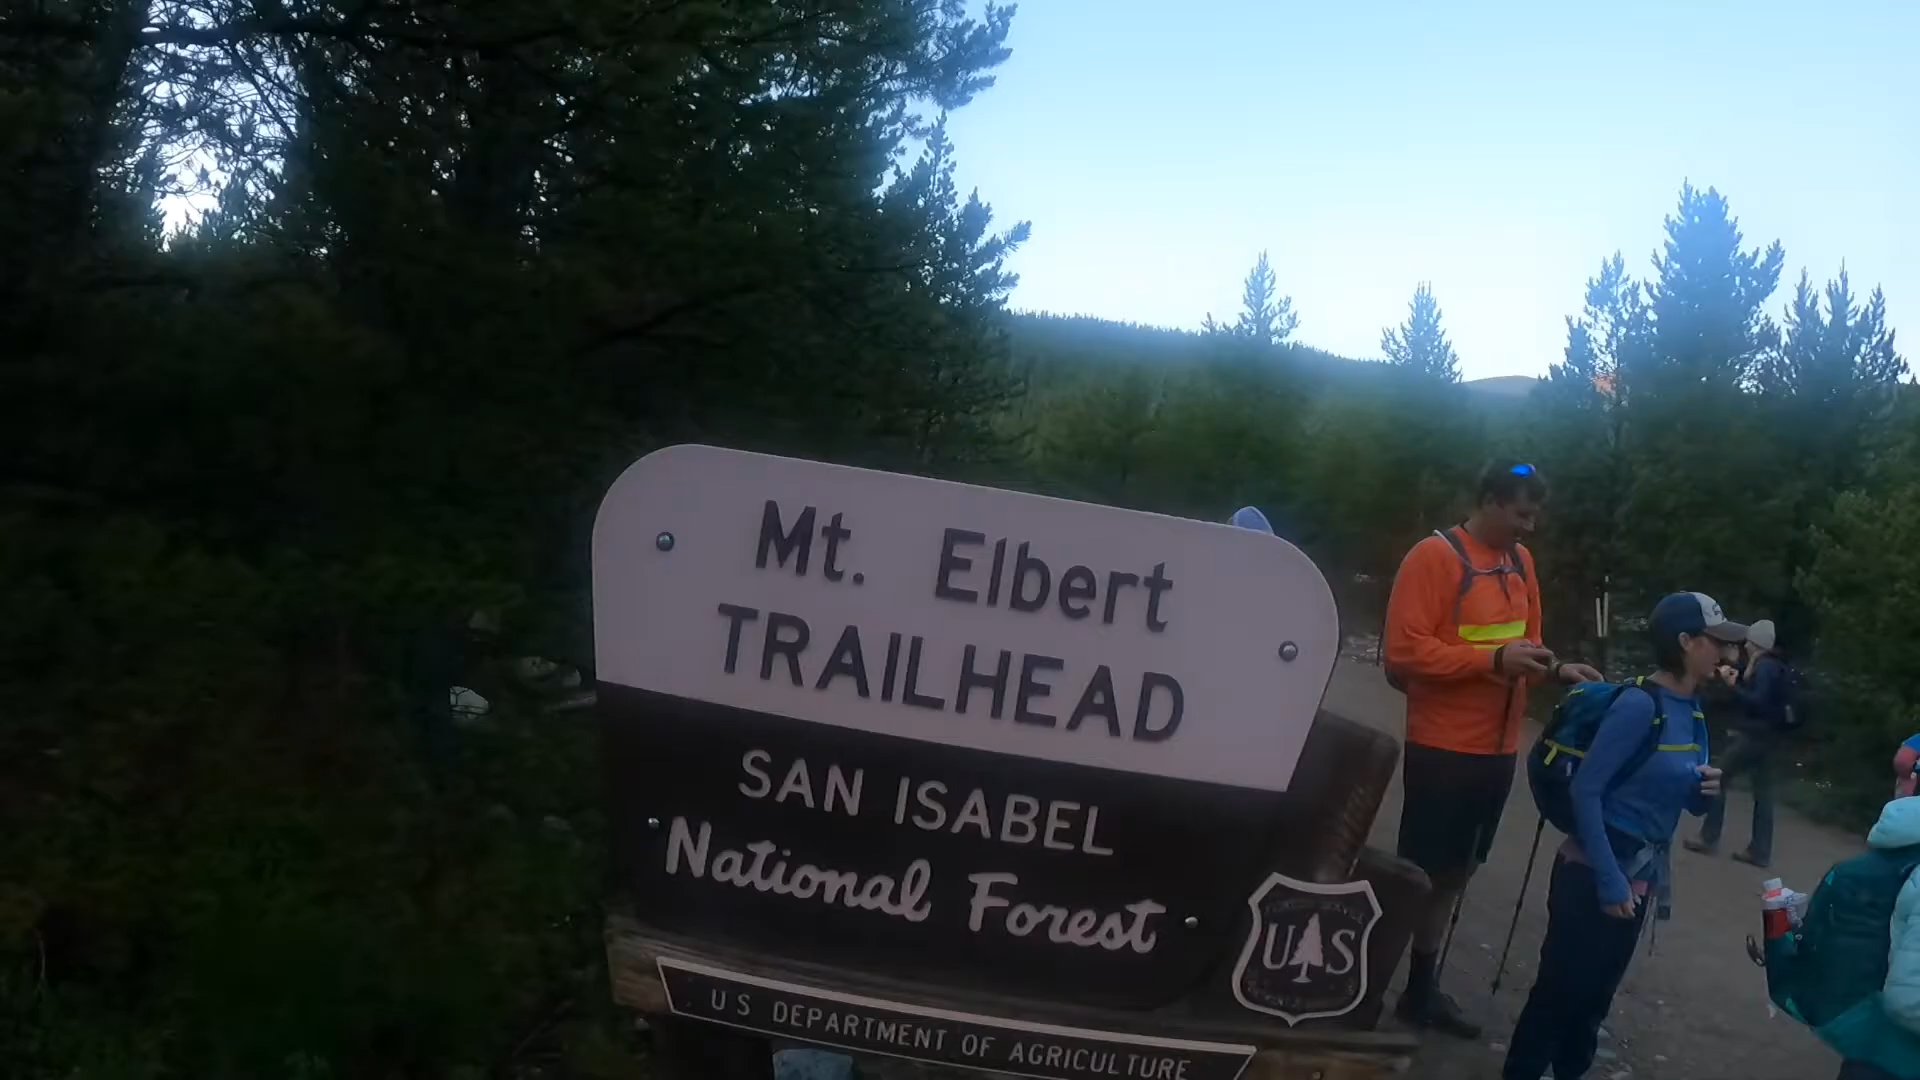 Mt. Elbert
TRAILHEAD
SAN ISABEL
National Forest
US
U S DEPARTMENT OF AGRICULTURE